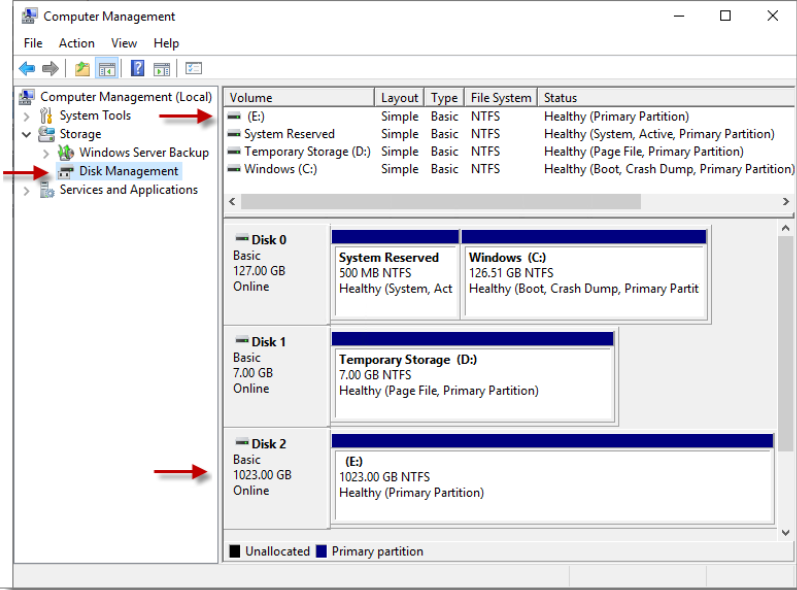 Computer Management
File Action View Help
Computer Management (Local)
System Tools
Storage
Windows Server Backup
Disk Management
Services and Applications
Volume Layout Type File System Status
(E:) Simple Basic NTFS Healthy (Primary Partition)
System Reserved Simple Basic NTFS Healthy (System, Active, Primary Partition)
Temporary Storage (D:) Simple Basic NTFS Healthy (Page File, Primary Partition)
Windows (C:) Simple Basic NTFS Healthy (Boot, Crash Dump, Primary Partition)
Disk 0
Basic
127.00 GB
Online
System Reserved
500 MB NTFS
Healthy (System, Act
Windows (C:)
126.51 GB NTFS
Healthy (Boot, Crash Dump, Primary Partit
Disk 1
Basic
7.00 GB
Online
Temporary Storage (D:)
7.00 GB NTFS
Healthy (Page File, Primary Partition)
Disk 2
Basic
1023.00 GB
Online
(E:)
1023.00 GB NTFS
Healthy (Primary Partition)
Unallocated Primary partition